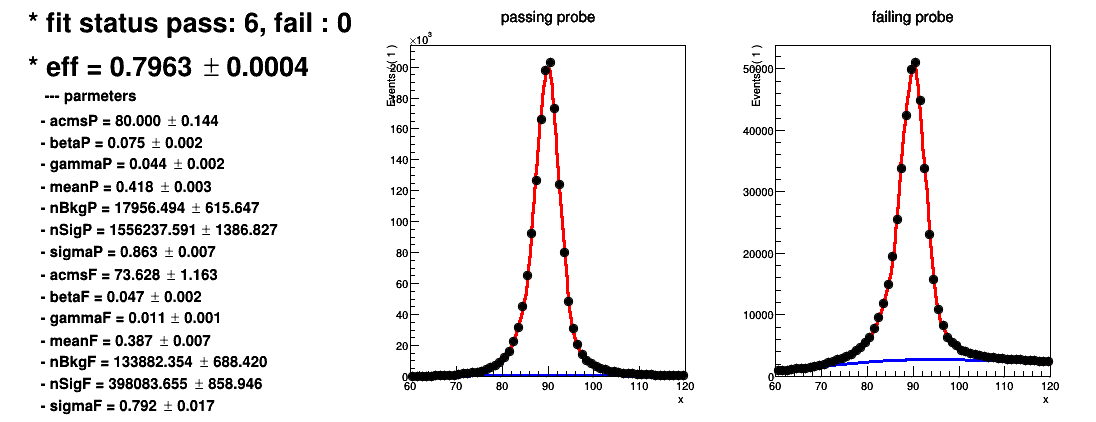 * fit status pass: 6, fail : 0
* eff = 0.7963 ± 0.0004
--- parmeters
- acmsP = 80.000 ± 0.144
- betaP = 0.075 ± 0.002
- gammaP = 0.044 ± 0.002
- meanP = 0.418 ± 0.003
- nBkgP = 17956.494 ± 615.647
- nSigP = 1556237.591 ± 1386.827
- sigmaP = 0.863 ± 0.007
- acmsF = 73.628 ± 1.163
- betaF = 0.047 ± 0.002
- gammaF = 0.011 ± 0.001
- meanF = 0.387 ± 0.007
- nBkgF = 133882.354 ± 688.420
- nSigF = 398083.655 ± 858.946
- sigmaF = 0.792 ± 0.017
passing probe
×10³
Events / ( 1 )
200
180
160
140
120
100
80
60
40
20
0
60 70 80 90 100 110 120
x
failing probe
Events / ( 1 )
50000
40000
30000
20000
10000
0
60 70 80 90 100 110 120
x